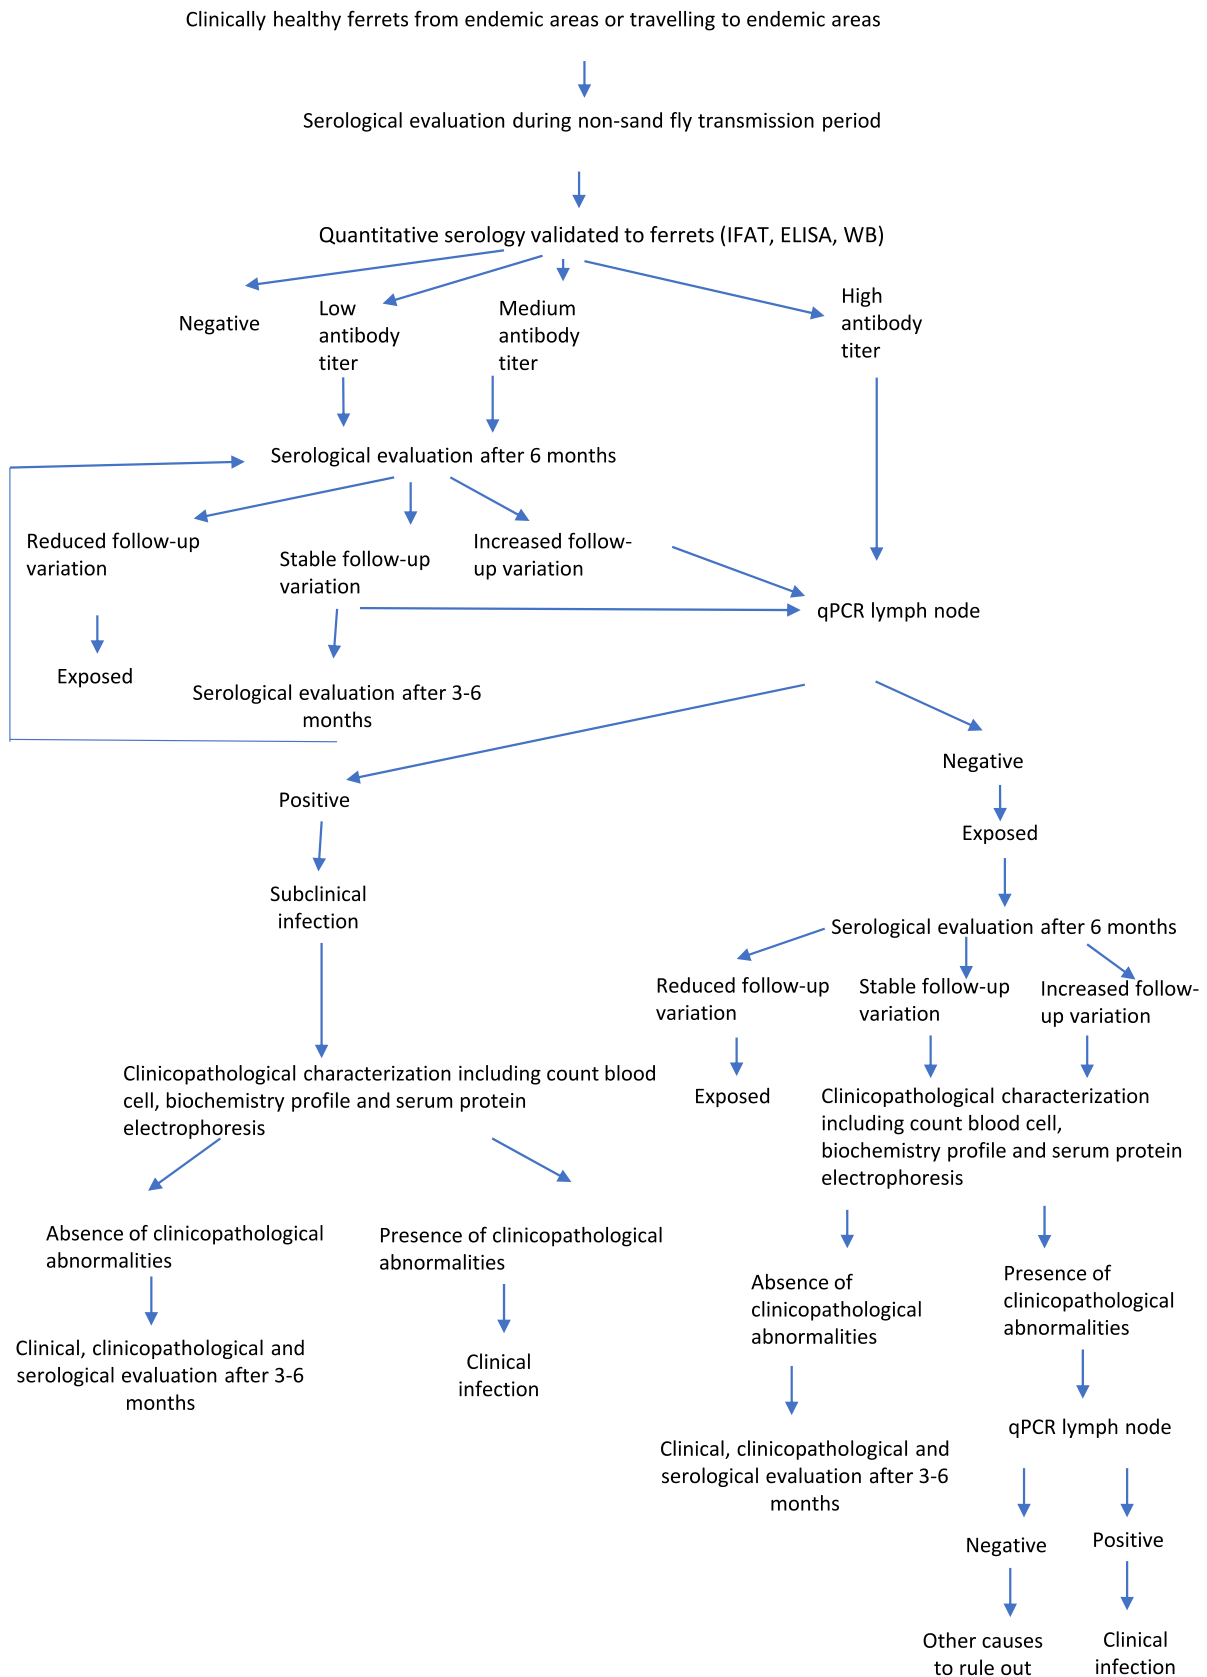 Clinically healthy ferrets from endemic areas or travelling to endemic areas
Serological evaluation during non-sand fly transmission period
Quantitative serology validated to ferrets (IFAT, ELISA, WB)
Negative
Low
antibody
titer
Medium
antibody
titer
High
antibody
titer
Serological evaluation after 6 months
Reduced follow-up
variation
Stable follow-up
variation
Increased follow-
up variation
qPCR lymph node
Exposed
Serological evaluation after 3-6
months
Positive
Negative
Exposed
Subclinical
infection
Serological evaluation after 6 months
Reduced follow-up
variation
Stable follow-up
variation
Increased follow-
up variation
Clinicopathological characterization including count blood
cell, biochemistry profile and serum protein
electrophoresis
Exposed
Clinicopathological characterization
including count blood cell,
biochemistry profile and serum protein
electrophoresis
Absence of clinicopathological
abnormalities
Presence of clinicopathological
abnormalities
Absence of
clinicopathological
abnormalities
Presence of
clinicopathological
abnormalities
Clinical, clinicopathological and
serological evaluation after 3-6
months
Clinical
infection
Clinical, clinicopathological and
serological evaluation after 3-6
months
qPCR lymph node
Negative
Positive
Other causes
to rule out
Clinical
infection